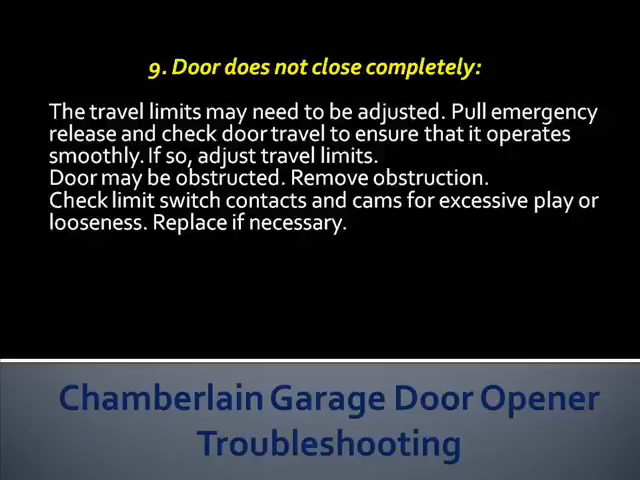 9. Door does not close completely:
The travel limits may need to be adjusted. Pull emergency
release and check door travel to ensure that it operates
smoothly. If so, adjust travel limits.
Door may be obstructed. Remove obstruction.
Check limit switch contacts and cams for excessive play or
looseness. Replace if necessary.
Chamberlain Garage Door Opener
Troubleshooting